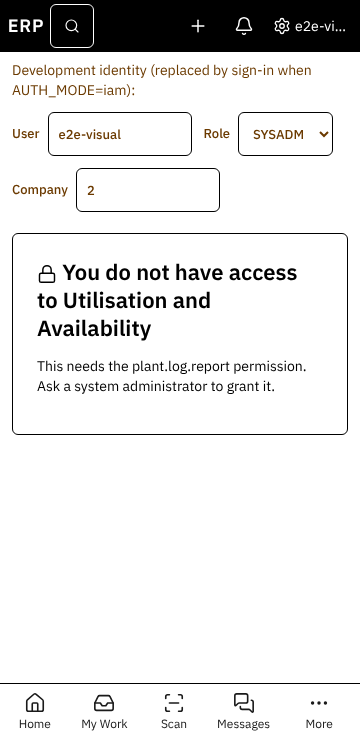 ERP
e2e-vi...
Development identity (replaced by sign-in when
AUTH_MODE=iam):
User e2e-visual Role SYSADM
Company 2
You do not have access
to Utilisation and
Availability
This needs the plant.log.report permission.
Ask a system administrator to grant it.
Home My Work Scan Messages More